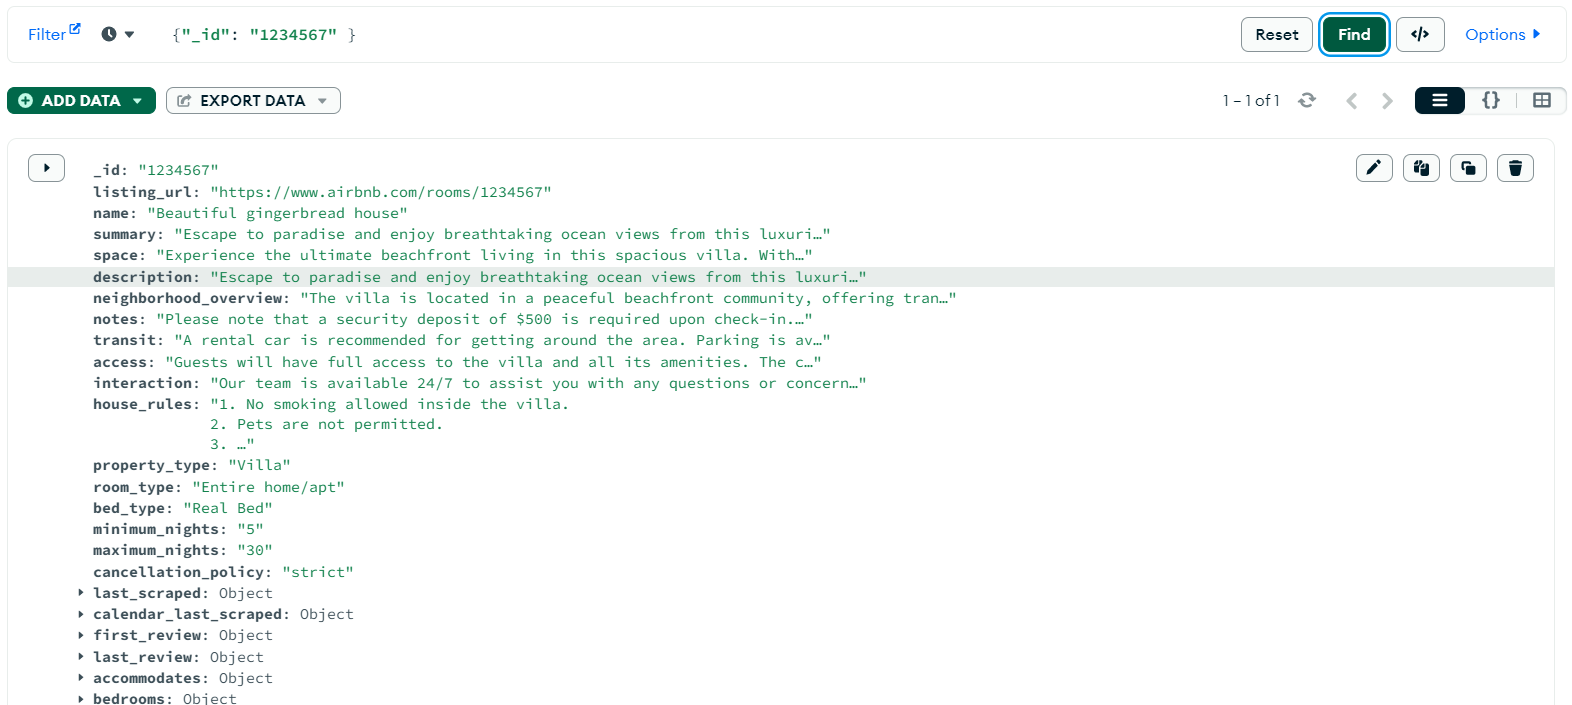 Filter {"_id": "1234567" } Reset Find </> Options
ADD DATA EXPORT DATA 1 – 1 of 1 {}
_id: "1234567"
listing_url: "https://www.airbnb.com/rooms/1234567"
name: "Beautiful gingerbread house"
summary: "Escape to paradise and enjoy breathtaking ocean views from this luxuri…"
space: "Experience the ultimate beachfront living in this spacious villa. With…"
description: "Escape to paradise and enjoy breathtaking ocean views from this luxuri…"
neighborhood_overview: "The villa is located in a peaceful beachfront community, offering tran…"
notes: "Please note that a security deposit of $500 is required upon check-in.…"
transit: "A rental car is recommended for getting around the area. Parking is av…"
access: "Guests will have full access to the villa and all its amenities. The c…"
interaction: "Our team is available 24/7 to assist you with any questions or concern…"
house_rules: "1. No smoking allowed inside the villa.
2. Pets are not permitted.
3. …"
property_type: "Villa"
room_type: "Entire home/apt"
bed_type: "Real Bed"
minimum_nights: "5"
maximum_nights: "30"
cancellation_policy: "strict"
last_scraped: Object
calendar_last_scraped: Object
first_review: Object
last_review: Object
accommodates: Object
bedrooms: Object